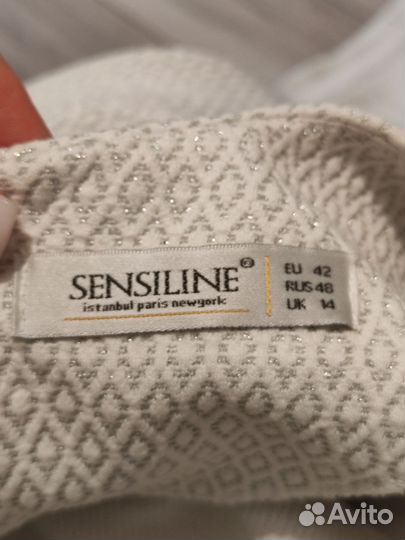 SENSILINE®
istanbul paris newyork
EU 42
RUS 48
UK 14
Avito